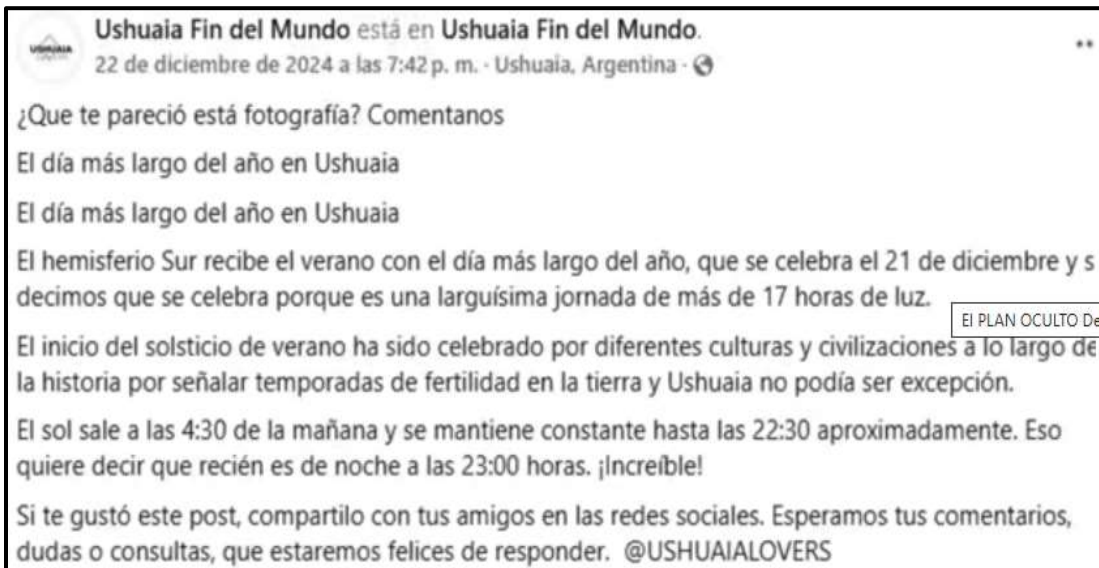 USHUAIA
Ushuaia Fin del Mundo está en Ushuaia Fin del Mundo.
22 de diciembre de 2024 a las 7:42 p. m. · Ushuaia, Argentina ·
¿Que te pareció está fotografía? Comentanos
El día más largo del año en Ushuaia
El día más largo del año en Ushuaia
El hemisferio Sur recibe el verano con el día más largo del año, que se celebra el 21 de diciembre y s
decimos que se celebra porque es una larguísima jornada de más de 17 horas de luz.
El PLAN OCULTO De
El inicio del solsticio de verano ha sido celebrado por diferentes culturas y civilizaciones a lo largo de
la historia por señalar temporadas de fertilidad en la tierra y Ushuaia no podía ser excepción.
El sol sale a las 4:30 de la mañana y se mantiene constante hasta las 22:30 aproximadamente. Eso
quiere decir que recién es de noche a las 23:00 horas. ¡Increíble!
Si te gustó este post, compartilo con tus amigos en las redes sociales. Esperamos tus comentarios,
dudas o consultas, que estaremos felices de responder. @USHUAIALOVERS